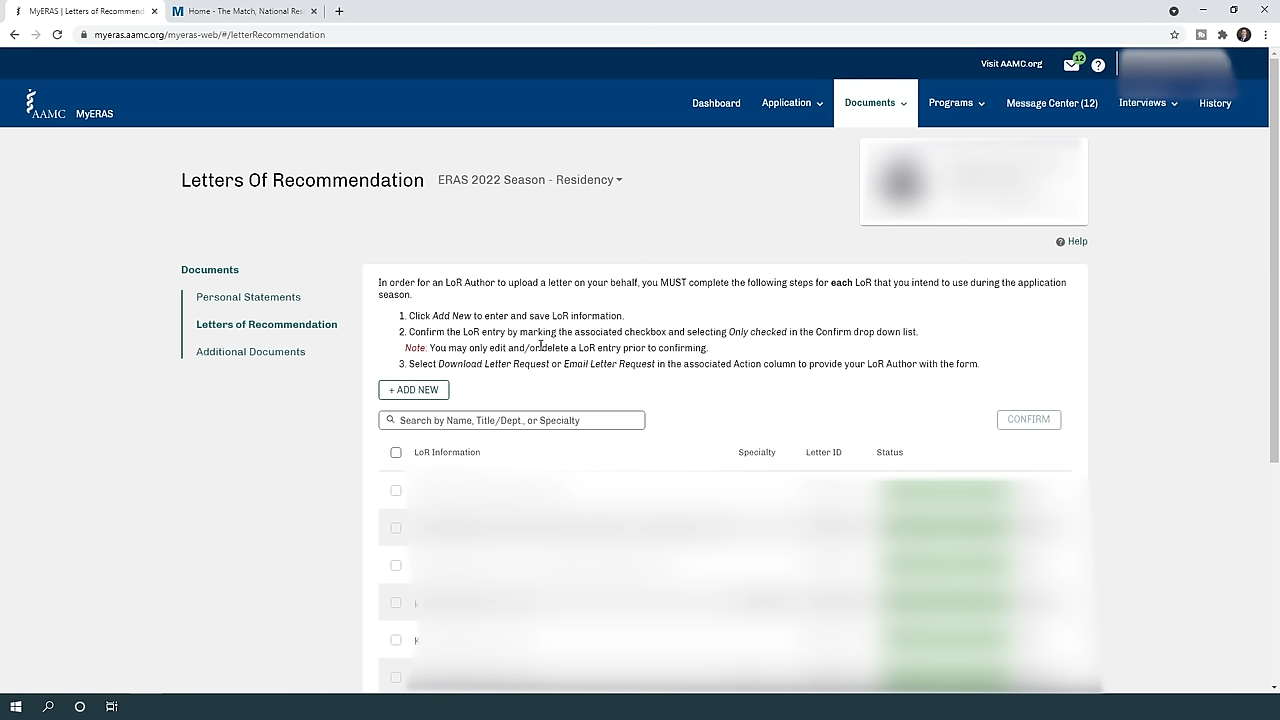 MyERAS | Letters of Recommend
Home - The Match, National Res
myeras.aamc.org/myeras-web/#/letterRecommendation
Visit AAMC.org
12
AAMC MyERAS
Dashboard Application Documents Programs Message Center (12) Interviews History
Letters Of Recommendation ERAS 2022 Season - Residency
Help
Documents
Personal Statements
Letters of Recommendation
Additional Documents
In order for an LoR Author to upload a letter on your behalf, you MUST complete the following steps for each LoR that you intend to use during the application
season.
1. Click Add New to enter and save LoR information.
2. Confirm the LoR entry by marking the associated checkbox and selecting Only checked in the Confirm drop down list.
Note: You may only edit and/or delete a LoR entry prior to confirming.
3. Select Download Letter Request or Email Letter Request in the associated Action column to provide your LoR Author with the form.
+ ADD NEW
Search by Name, Title/Dept., or Specialty
CONFIRM
LoR Information Specialty Letter ID Status